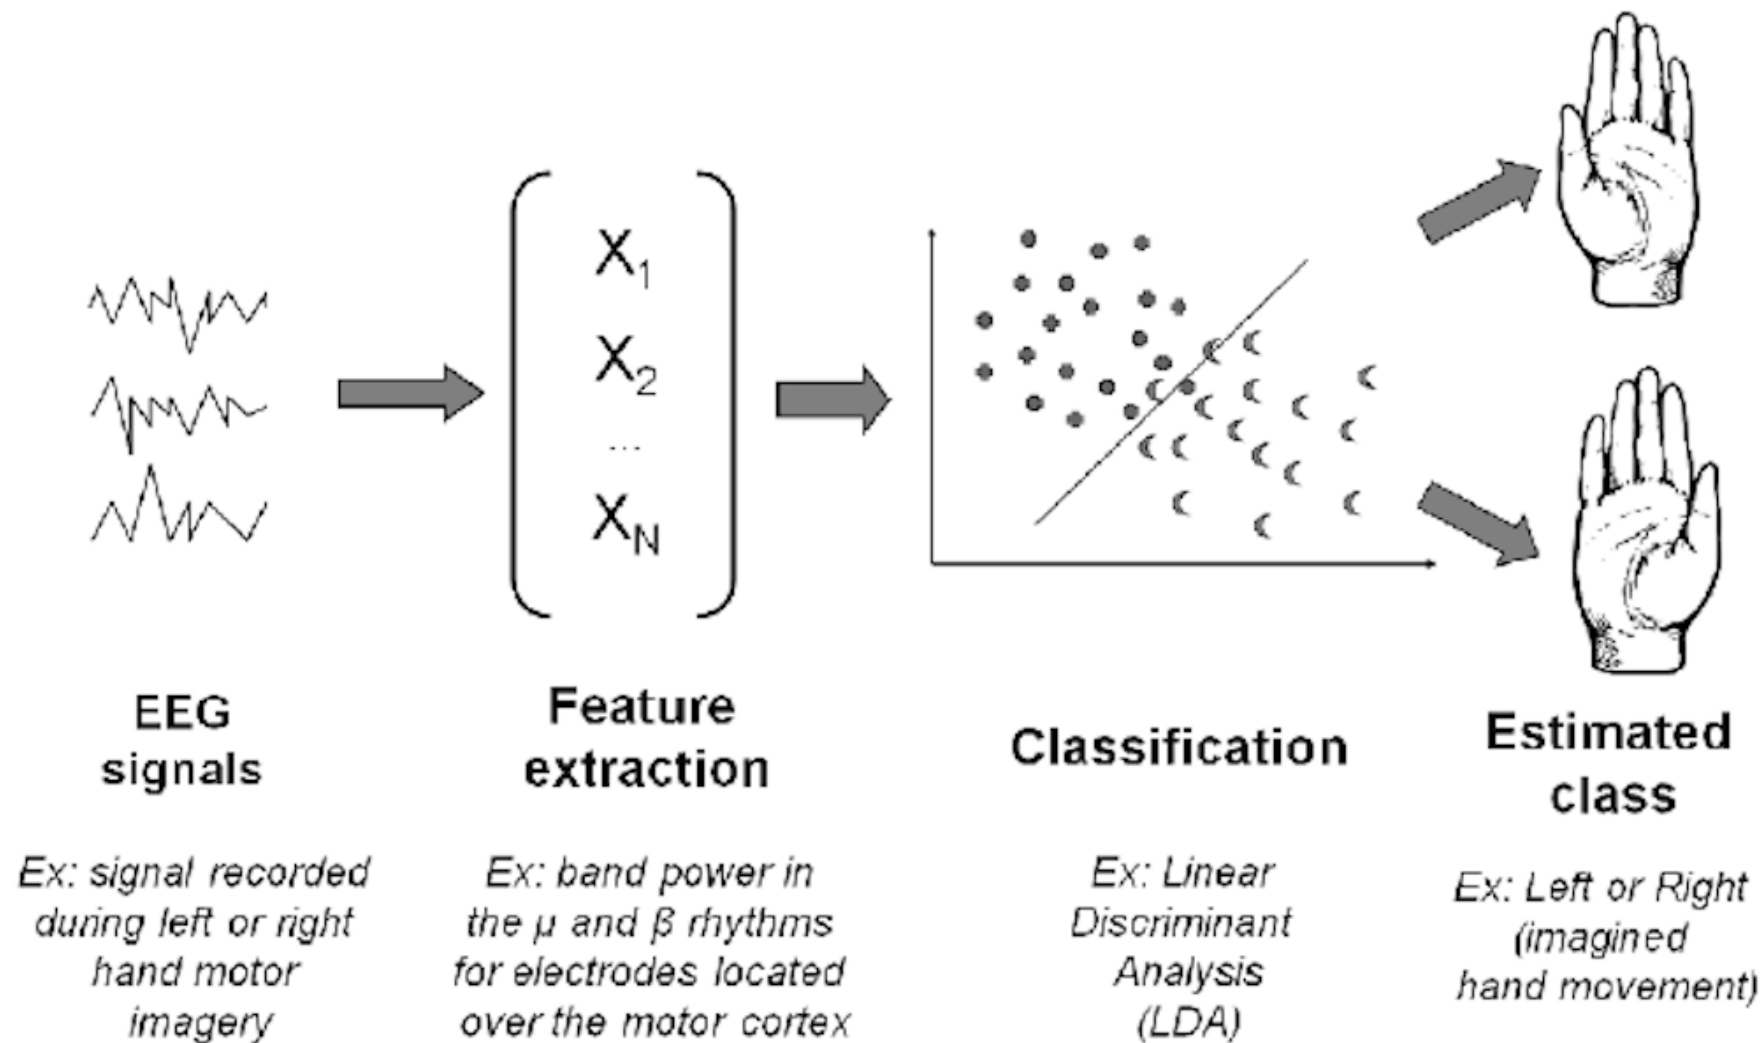 X1
X2
...
XN
EEG
signals
Feature
extraction
Classification
Estimated
class
Ex: signal recorded
during left or right
hand motor
imagery
Ex: band power in
the μ and β rhythms
for electrodes located
over the motor cortex
Ex: Linear
Discriminant
Analysis
(LDA)
Ex: Left or Right
(imagined
hand movement)